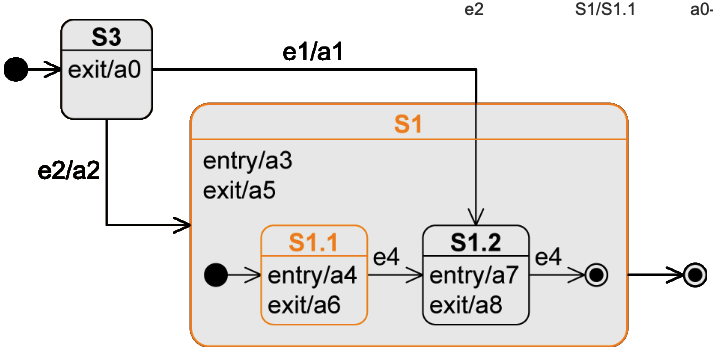 e2 S1/S1.1 a0-
S3
exit/a0
e1/a1
S1
e2/a2
entry/a3
exit/a5
S1.1
entry/a4
exit/a6
e4
S1.2
entry/a7
exit/a8
e4